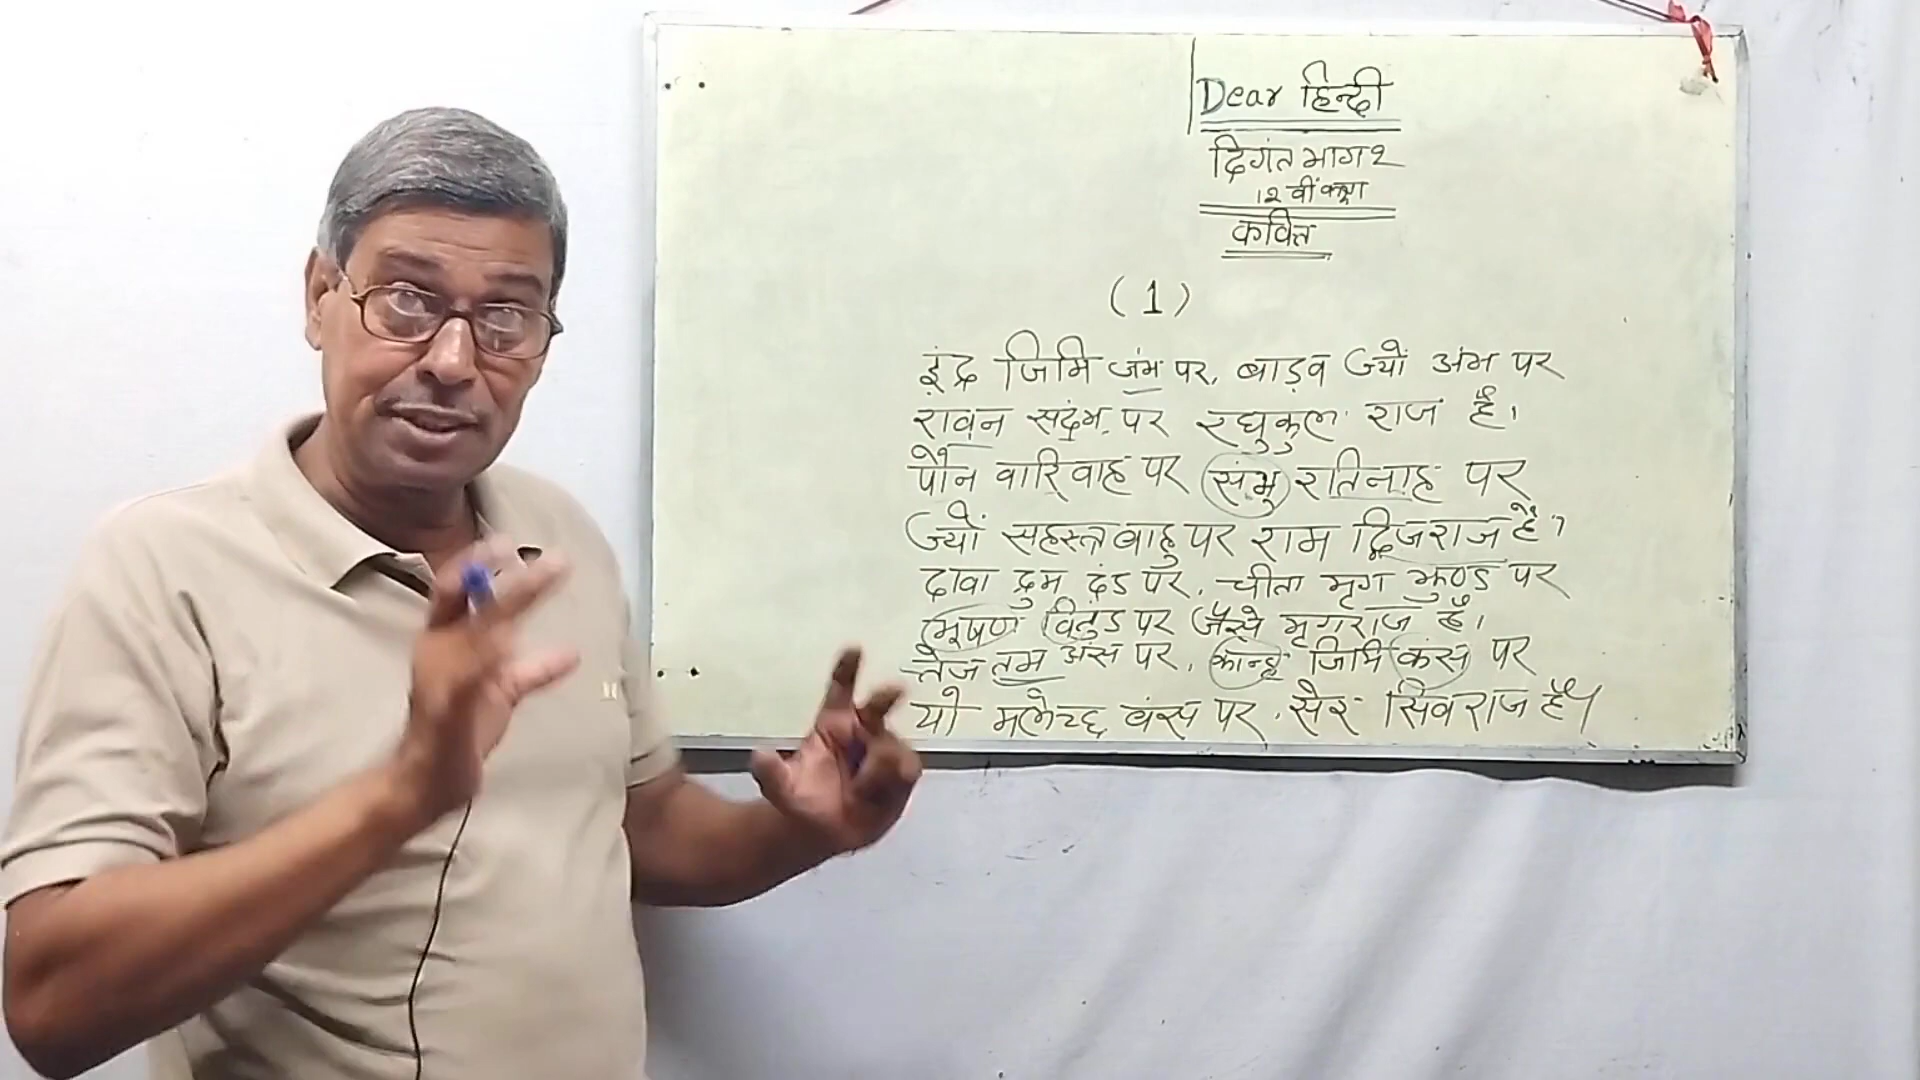 Dear हिन्दी
दिगंत भाग २
१२ वीं कक्षा
कवित्त
(1)
इंद्र जिमि जंभ पर, बाड़व ज्यों अंभ पर
रावन सदंभ पर रघुकुल राज है।
पौन वारिवाह पर संभु रतिनाह पर
ज्यों सहस्त्रबाहु पर राम द्विजराज है।
दावा द्रुम दंड पर, चीता मृग झुण्ड पर
भूषण वितुंड पर जैसे मृगराज है।
तेज तम अंस पर, कान्ह जिमि कंस पर
यों मलेच्छ वंस पर सेर सिवराज है।